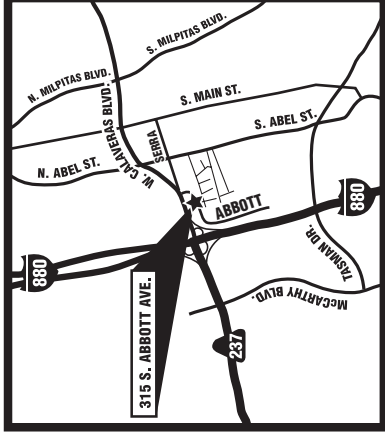 S. MILPITAS BLVD.
N. MILPITAS BLVD.
S. MAIN ST.
S. ABEL ST.
W. CALAVERAS BLVD.
SERRA
N. ABEL ST.
ABBOTT
880
TASMAN DR.
880
McCARTHY BLVD.
315 S. ABBOTT AVE.
237